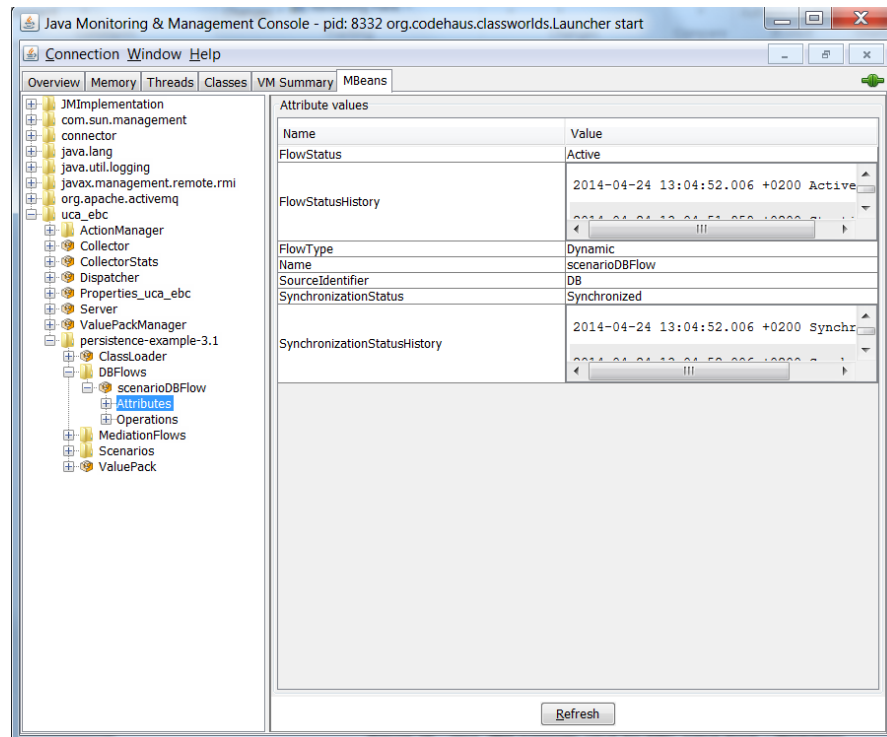 Java Monitoring & Management Console - pid: 8332 org.codehaus.classworlds.Launcher start
Connection Window Help
Overview Memory Threads Classes VM Summary MBeans
JMImplementation
com.sun.management
connector
java.lang
java.util.logging
javax.management.remote.rmi
org.apache.activemq
uca_ebc
ActionManager
Collector
CollectorStats
Dispatcher
Properties_uca_ebc
Server
ValuePackManager
persistence-example-3.1
ClassLoader
DBFlows
scenarioDBFlow
Attributes
Operations
MediationFlows
Scenarios
ValuePack
Attribute values
Name Value
FlowStatus Active
FlowStatusHistory 2014-04-24 13:04:52.006 +0200 Active
FlowType Dynamic
Name scenarioDBFlow
SourceIdentifier DB
SynchronizationStatus Synchronized
SynchronizationStatusHistory 2014-04-24 13:04:52.006 +0200 Synchr
Refresh